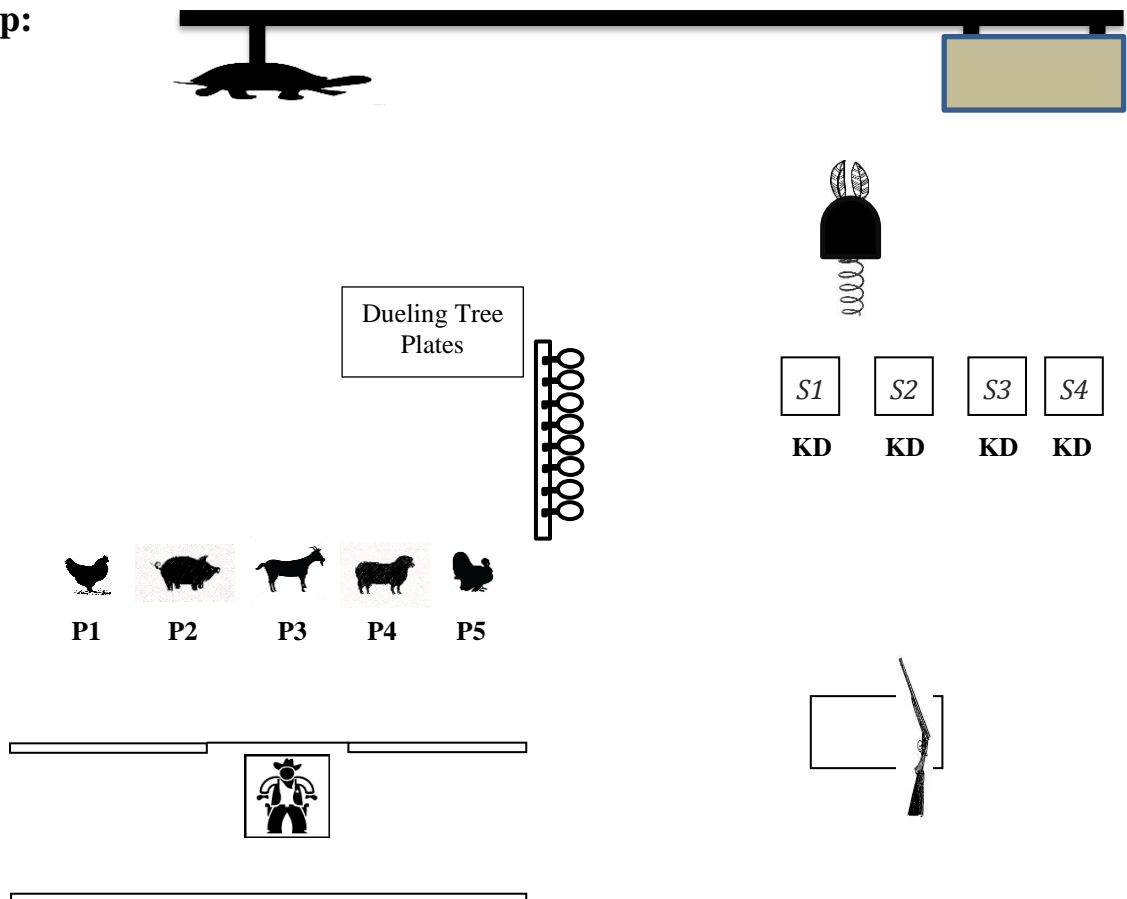 p:
Dueling Tree
Plates
S1 S2 S3 S4
KD KD KD KD
P1 P2 P3 P4 P5